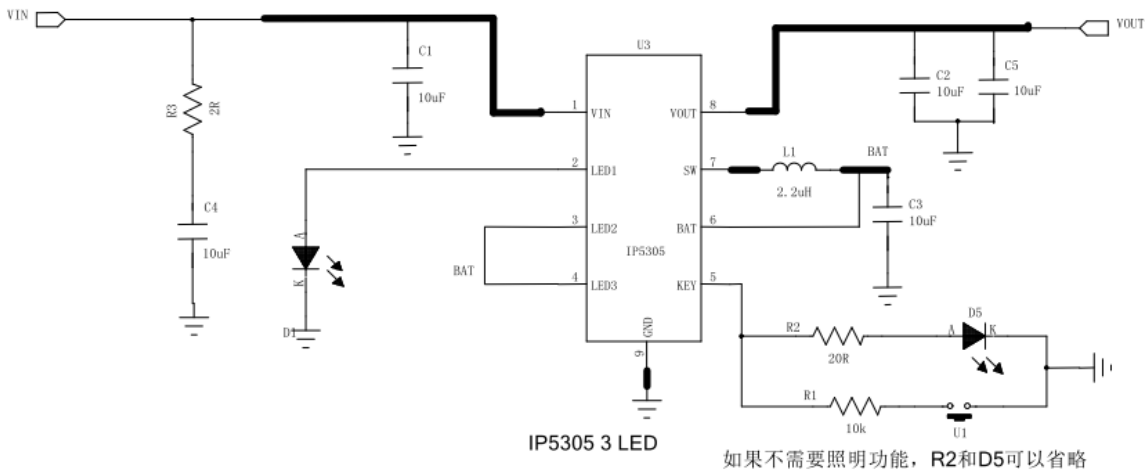 VIN
VOUT
U3
C1
10uF
C2
10uF
C5
10uF
R3
2R
1
VIN
VOUT
8
2
LED1
SW
7
L1
2.2uH
BAT
C4
10uF
3
LED2
BAT
6
C3
10uF
A
K
D1
BAT
IP5305
4
LED3
KEY
5
GND
9
R2
20R
D5
A
K
R1
10k
U1
IP5305 3 LED
如果不需要照明功能，R2和D5可以省略